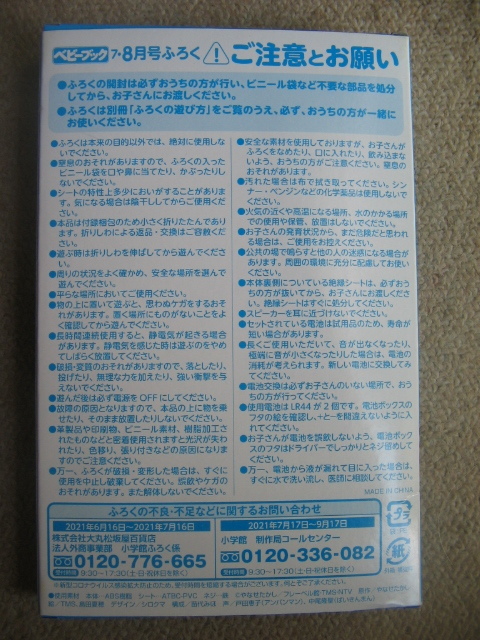 ベビーブック 7・8月号ふろく ⚠ ご注意とお願い
●ふろくの開封は必ずおうちの方が行い、ビニール袋など不要な部品を処分
してから、お子さんにお渡しください。
●ふろくは別冊「ふろくの遊び方」をご覧のうえ、必ず、おうちの方が一緒に
お使いください。
●ふろくは本来の目的以外では、絶対に使用しな
いでください。
●窒息のおそれがありますので、ふろくの入った
ビニール袋を口や鼻に当てたり、かぶったりし
ないでください。
●シートの特性上多少においがすることがありま
す。気になる場合は陰干ししてからご使用くだ
さい。
●本品は付録梱包のため小さく折りたたんでありま
す。折りじわによる返品・交換はご容赦くださ
い。
●遊ぶ時は折りじわを伸ばしてから遊んでくださ
い。
●周りの状況をよく確かめ、安全な場所を選んで
遊んでください。
●平らな場所においてご使用ください。
●物の上に置いて遊ぶと、思わぬケガをするおそ
れがあります。置く場所にものがないことをよ
く確認してから遊んでください。
●長時間連続使用すると、静電気が起きる場合
があります。静電気を感じた時は遊ぶのをやめ
てしばらく放置してください。
●破損・変質のおそれがありますので、落としたり、
投げたり、無理な力を加えたり、強い衝撃を与
えないでください。
●遊んだ後は必ず電源をOFFにしてください。
●故障の原因となりますので、本品の上に物を乗
せたり、そのまま放置したりしないでください。
●革製品や印刷物、ビニール素材、樹脂加工さ
れたものなどと密着使用されますと光沢が失わ
れたり、色移り、張り付きなどの原因になります
のでご注意ください。
●万一、ふろくが破損・変形した場合は、すぐに
使用を中止し破棄してください。誤飲やケガの
おそれがあります。また解体しないでください。
●安全な素材を使用しておりますが、お子さんが
ふろくをなめたり、口に入れたり、飲み込まな
いよう、おうちの方がご注意ください。窒息の
おそれがあります。
●汚れた場合は布で拭き取ってください。シン
ナー・ベンジンなどの化学薬品は使用しないで
ください。
●火気の近くや高温になる場所、水のかかる場所
での使用や保管、放置はしないでください。
●お子さんの発育状況から、まだ危険だと思われ
る場合は、ご使用をお控えください。
●公共の場で鳴らすと他の人の迷惑になる場合が
あります。周囲の環境に充分に配慮してお使い
ください。
●本体裏側についている絶縁シートは、必ずおう
ちの方が抜いてから、お子さんにお渡しくださ
い。絶縁シートはすぐに処分してください。
●スピーカーを耳に近づけないでください。
●セットされている電池は試用品のため、寿命が
短い場合があります。
●長くご使用いただいて、音が出なくなったり、
極端に音が小さくなったりした場合は、電池の
消耗が考えられます。新しい電池に交換してみ
てください。
●電池交換は必ずお子さんのいない場所で、おう
ちの方が行ってください。
●使用電池はLR44が2個です。電池ボックスの
フタの絵を確認し、+と−を間違えないように入
れてください。
●お子さんが電池を誤飲しないよう、電池ボック
スのフタはドライバーでしっかりとネジ留めして
ください。
●万一、電池から液が漏れて目に入った場合は、
すぐに水で洗い流し、医師に相談してください。
MADE IN CHINA
ふろくの不良・不足などに関するお問い合わせ
2021年6月16日〜2021年7月16日
株式会社大丸松坂屋百貨店
法人外商事業部 小学館ふろく係
0120-776-665
受付時間 9:30〜17:30(土・日・祝休日を除く)
2021年7月17日〜9月17日
小学館 制作局コールセンター
0120-336-082
受付時間 9:30〜17:30(土・日・祝休日を除く)
プラ
紙